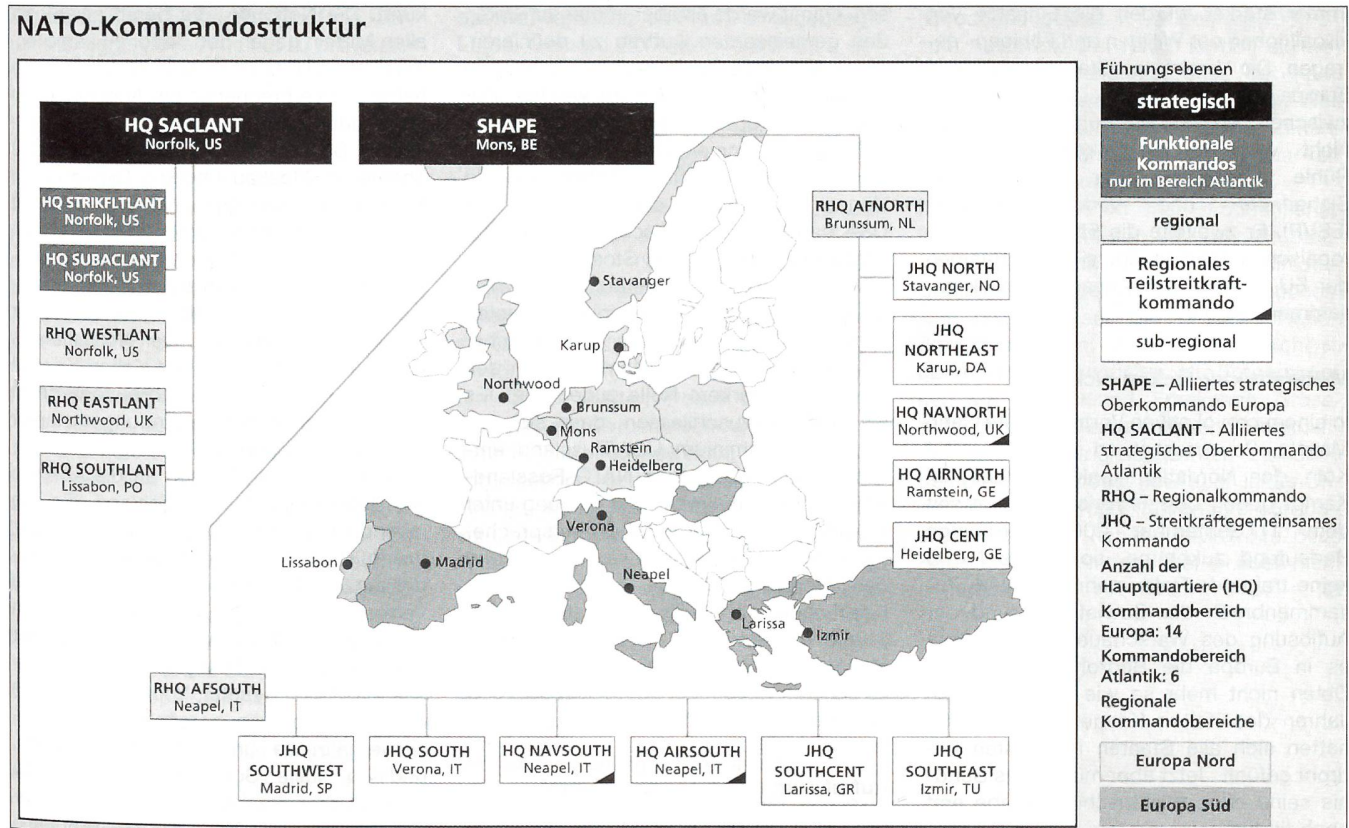 NATO-Kommandostruktur
HQ SACLANT
Norfolk, US
SHAPE
Mons, BE
HQ STRIKFLTLANT
Norfolk, US
HQ SUBACLANT
Norfolk, US
RHQ WESTLANT
Norfolk, US
RHQ EASTLANT
Northwood, UK
RHQ SOUTHLANT
Lissabon, PO
RHQ AFNORTH
Brunssum, NL
JHQ NORTH
Stavanger, NO
JHQ
NORTHEAST
Karup, DA
HQ NAVNORTH
Northwood, UK
HQ AIRNORTH
Ramstein, GE
JHQ CENT
Heidelberg, GE
Stavanger
Karup
Northwood
Brunssum
Mons
Ramstein
Heidelberg
Verona
Lissabon
Madrid
Neapel
Larissa
Izmir
RHQ AFSOUTH
Neapel, IT
JHQ
SOUTHWEST
Madrid, SP
JHQ SOUTH
Verona, IT
HQ NAVSOUTH
Neapel, IT
HQ AIRSOUTH
Neapel, IT
JHQ
SOUTHCENT
Larissa, GR
JHQ
SOUTHEAST
Izmir, TU
Führungsebenen
strategisch
Funktionale
Kommandos
nur im Bereich Atlantik
regional
Regionales
Teilstreitkraft-
kommando
sub-regional
SHAPE – Alliiertes strategisches
Oberkommando Europa
HQ SACLANT – Alliiertes
strategisches Oberkommando
Atlantik
RHQ – Regionalkommando
JHQ – Streitkräftegemeinsames
Kommando
Anzahl der
Hauptquartiere (HQ)
Kommandobereich
Europa: 14
Kommandobereich
Atlantik: 6
Regionale
Kommandobereiche
Europa Nord
Europa Süd